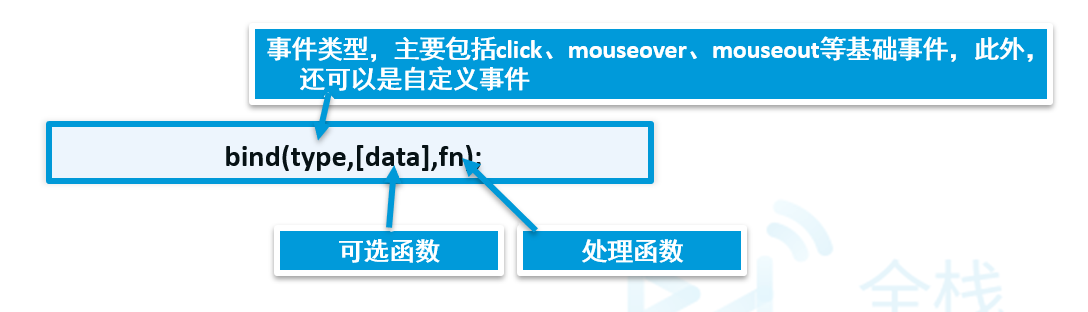 事件类型，主要包括click、mouseover、mouseout等基础事件，此外，
还可以是自定义事件
bind(type,[data],fn);
可选函数
处理函数
全栈